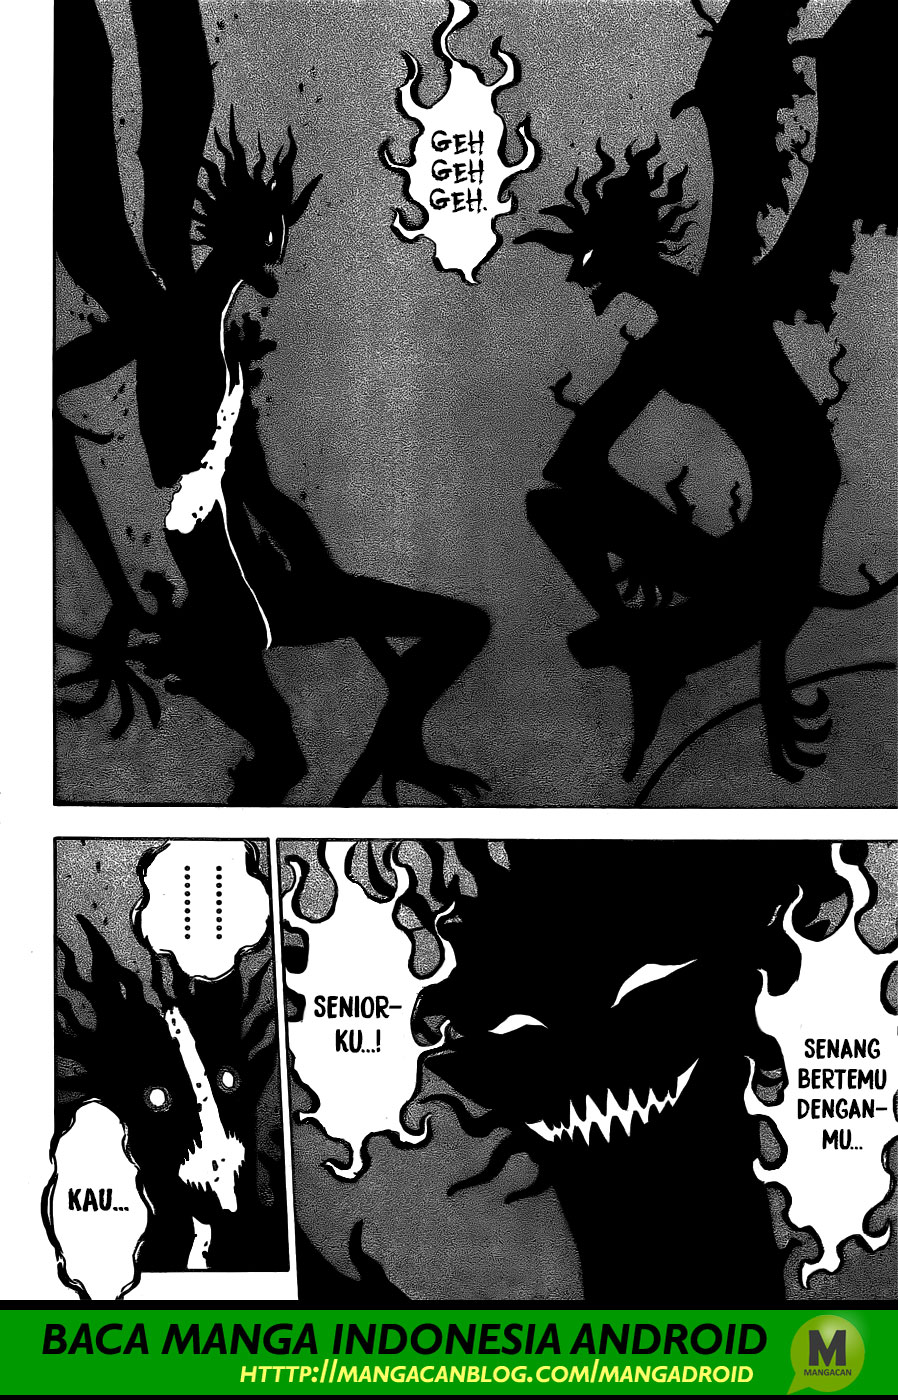 GEH
GEH
GEH.
SENANG
BERTEMU
DENGAN-
MU...
SENIOR-
KU...!
.........
.........
KAU...
BACA MANGA INDONESIA ANDROID
HTTTP://MANGACANBLOG.COM/MANGADROID
M
MANGACAN